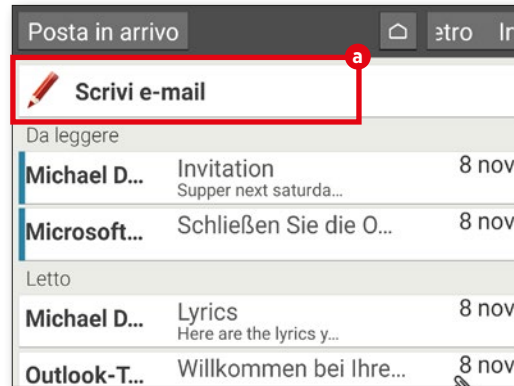 Posta in arrivo
etro In
a
Scrivi e-mail
Da leggere
Michael D... Invitation 8 nov
Supper next saturda...
Microsoft... Schließen Sie die O... 8 nov
Letto
Michael D... Lyrics 8 nov
Here are the lyrics y...
Outlook-T... Willkommen bei Ihre... 8 nov